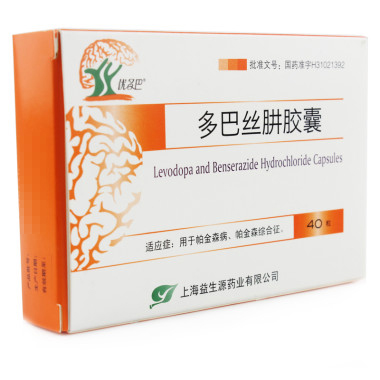 批准文号：国药准字H31021392
优多巴®
多巴丝肼胶囊
Levodopa and Benserazide Hydrochloride Capsules
适应症：用于帕金森病、帕金森综合征。
40粒
上海益生源药业有限公司